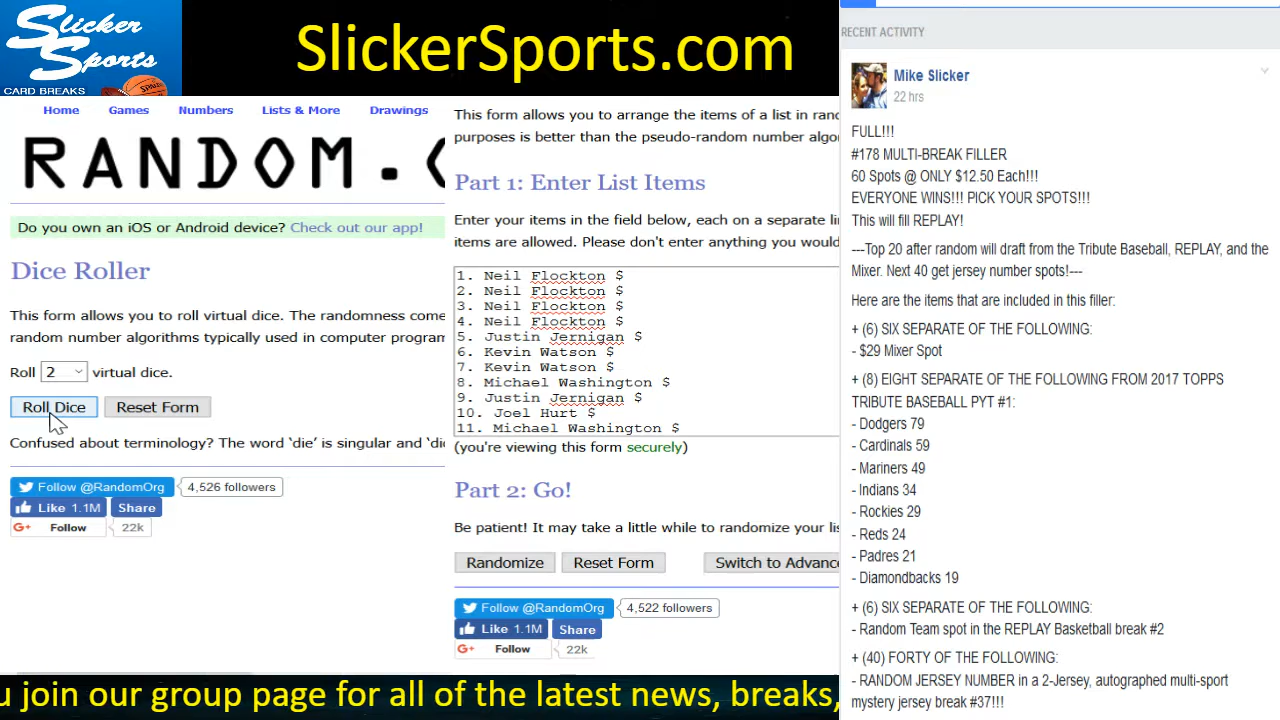 Slicker
Sports
CARD BREAKS
SlickerSports.com
Home Games Numbers Lists & More Drawings
RANDOM.
Do you own an iOS or Android device? Check out our app!
Dice Roller
This form allows you to roll virtual dice. The randomness come
random number algorithms typically used in computer program
Roll 2 virtual dice.
Roll Dice Reset Form
Confused about terminology? The word ‘die’ is singular and ‘dic
Follow @RandomOrg 4,526 followers
Like 1.1M Share
G+ Follow 22k
This form allows you to arrange the items of a list in rand
purposes is better than the pseudo-random number algor
Part 1: Enter List Items
Enter your items in the field below, each on a separate lin
items are allowed. Please don't enter anything you would
1. Neil Flockton $
2. Neil Flockton $
3. Neil Flockton $
4. Neil Flockton $
5. Justin Jernigan $
6. Kevin Watson $
7. Kevin Watson $
8. Michael Washington $
9. Justin Jernigan $
10. Joel Hurt $
11. Michael Washington $
(you're viewing this form securely)
Part 2: Go!
Be patient! It may take a little while to randomize your lis
Randomize Reset Form Switch to Advance
Follow @RandomOrg 4,522 followers
Like 1.1M Share
G+ Follow 22k
RECENT ACTIVITY
Mike Slicker
22 hrs
FULL!!!
#178 MULTI-BREAK FILLER
60 Spots @ ONLY $12.50 Each!!!
EVERYONE WINS!!! PICK YOUR SPOTS!!!
This will fill REPLAY!
---Top 20 after random will draft from the Tribute Baseball, REPLAY, and the
Mixer. Next 40 get jersey number spots!---
Here are the items that are included in this filler:
+ (6) SIX SEPARATE OF THE FOLLOWING:
- $29 Mixer Spot
+ (8) EIGHT SEPARATE OF THE FOLLOWING FROM 2017 TOPPS
TRIBUTE BASEBALL PYT #1:
- Dodgers 79
- Cardinals 59
- Mariners 49
- Indians 34
- Rockies 29
- Reds 24
- Padres 21
- Diamondbacks 19
+ (6) SIX SEPARATE OF THE FOLLOWING:
- Random Team spot in the REPLAY Basketball break #2
+ (40) FORTY OF THE FOLLOWING:
- RANDOM JERSEY NUMBER in a 2-Jersey, autographed multi-sport
mystery jersey break #37!!!
u join our group page for all of the latest news, breaks,